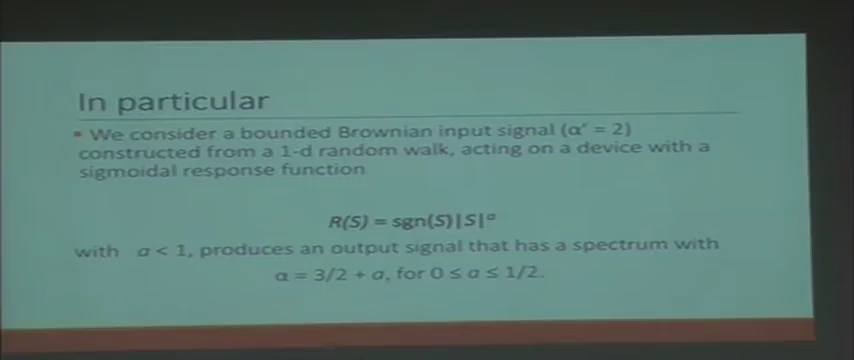 In particular
▪ We consider a bounded Brownian input signal (α' = 2)
constructed from a 1-d random walk, acting on a device with a
sigmoidal response function
R(S) = sgn(S)|S|ᵃ
with a < 1, produces an output signal that has a spectrum with
α = 3/2 + a, for 0 ≤ a ≤ 1/2.